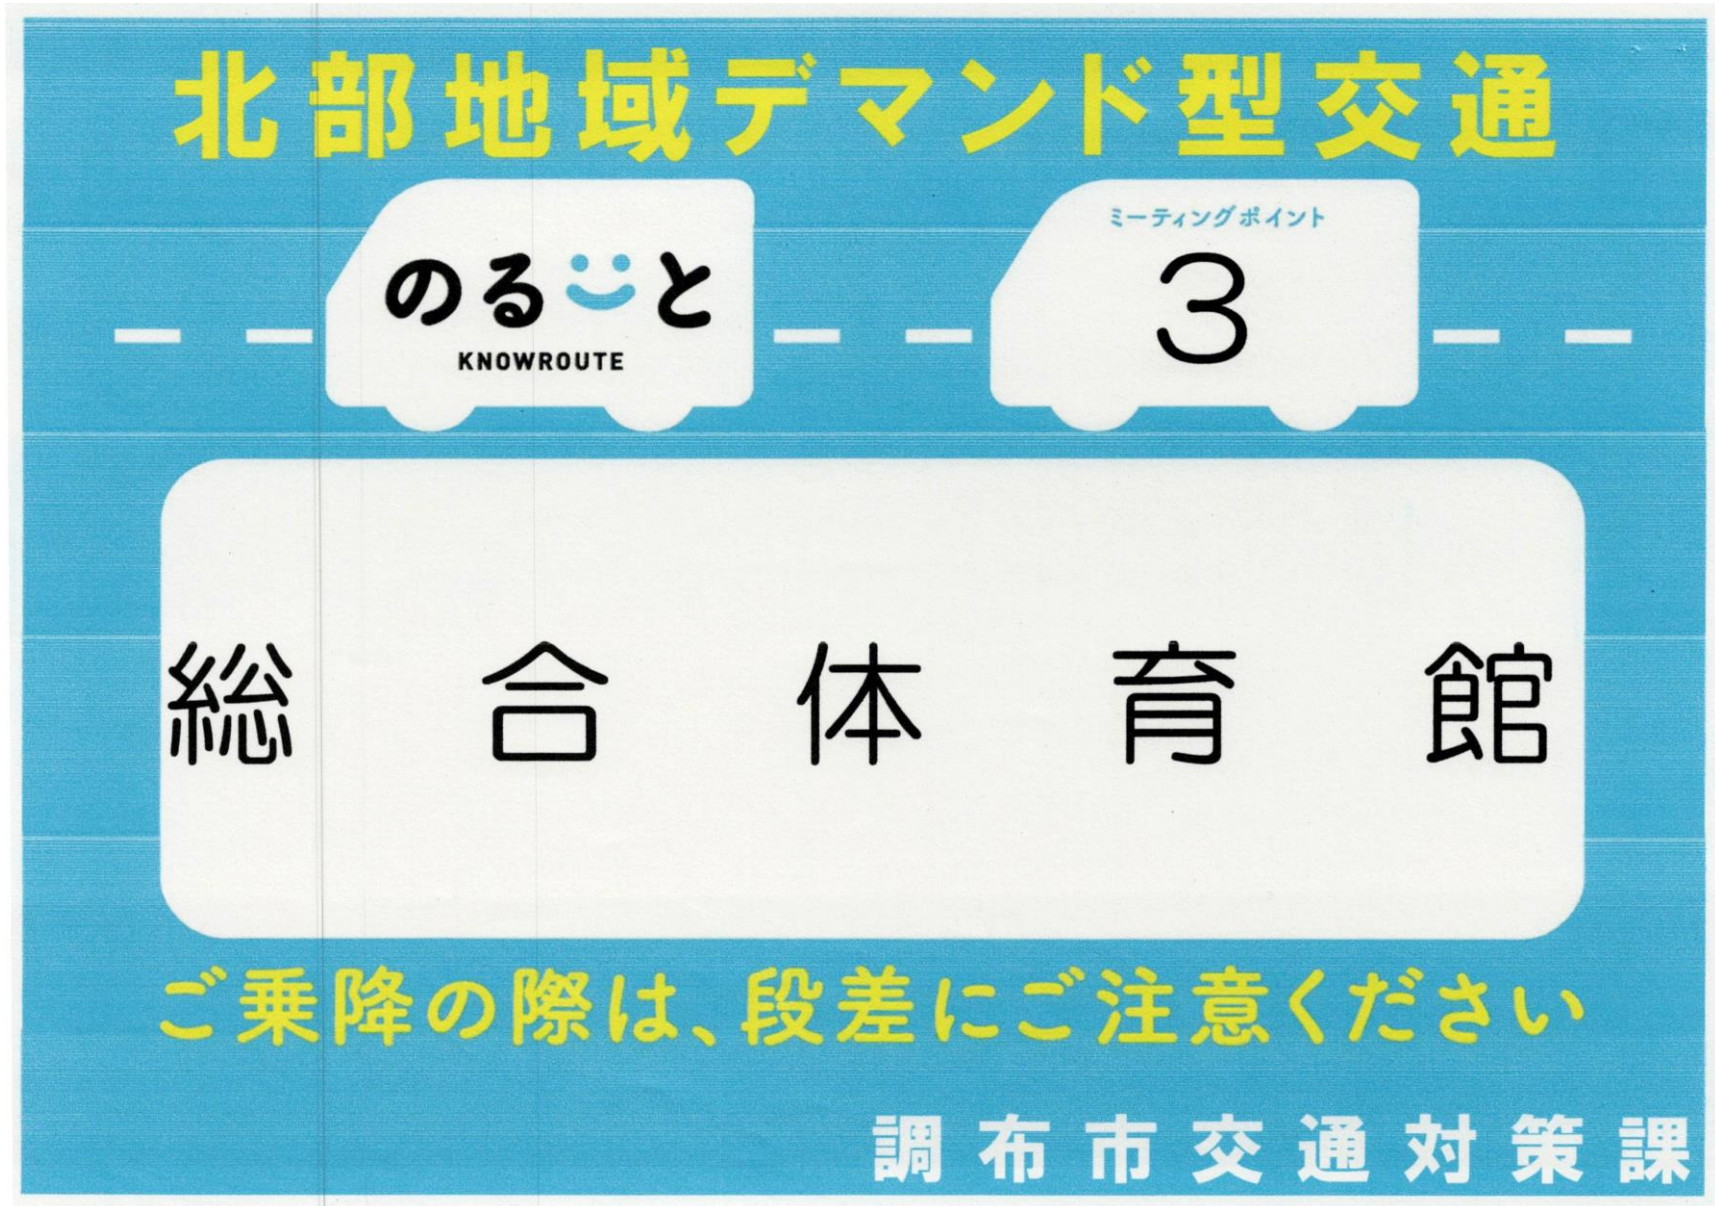 北部地域デマンド型交通
のるーと
KNOWROUTE
ミーティングポイント
3
総合体育館
ご乗降の際は、段差にご注意ください
調布市交通対策課